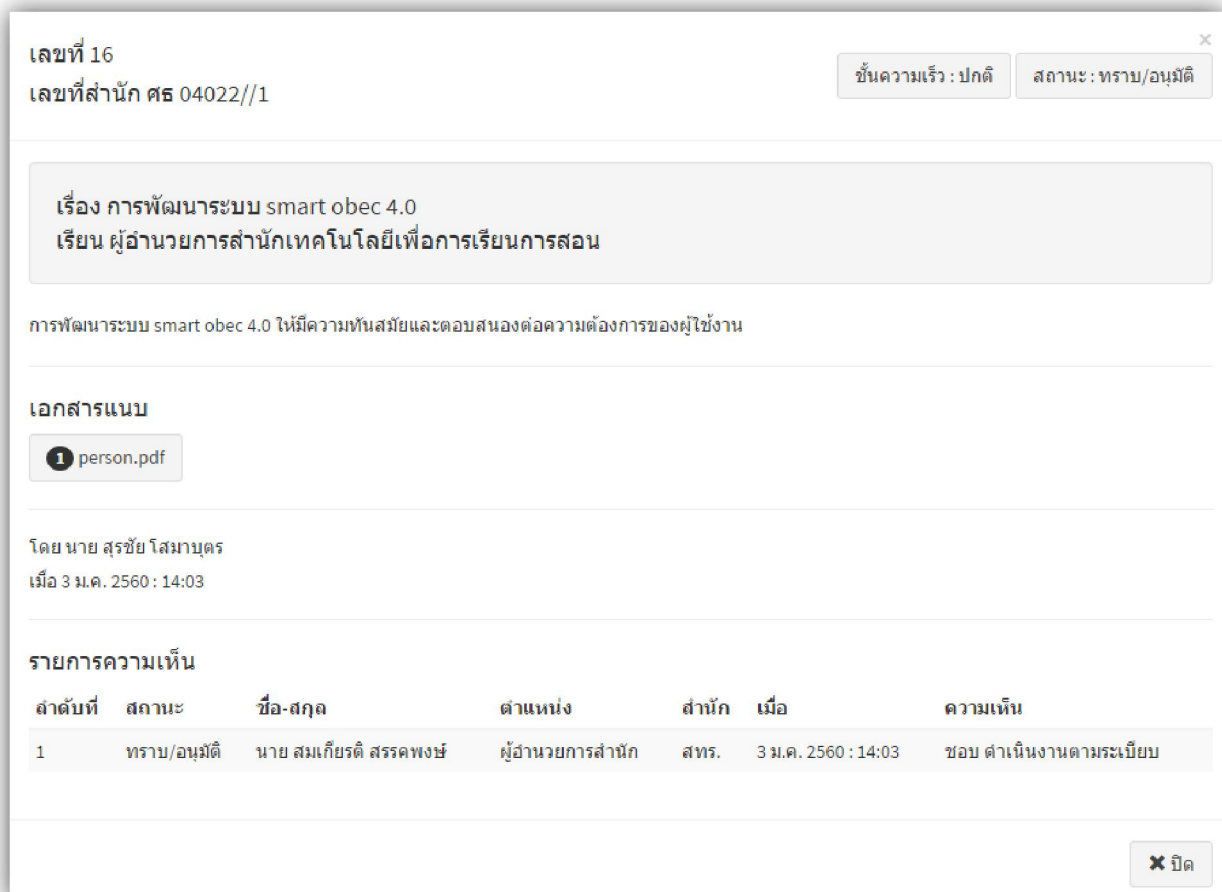 เลขที่ 16
เลขที่สำนัก ศธ 04022//1
×
ชั้นความเร็ว : ปกติ
สถานะ : ทราบ/อนุมัติ
เรื่อง การพัฒนาระบบ smart obec 4.0
เรียน ผู้อำนวยการสำนักเทคโนโลยีเพื่อการเรียนการสอน
การพัฒนาระบบ smart obec 4.0 ให้มีความทันสมัยและตอบสนองต่อความต้องการของผู้ใช้งาน
เอกสารแนบ
1 person.pdf
โดย นาย สุรชัย โสมาบุตร
เมื่อ 3 ม.ค. 2560 : 14:03
รายการความเห็น
ลำดับที่ สถานะ ชื่อ-สกุล ตำแหน่ง สำนัก เมื่อ ความเห็น
1 ทราบ/อนุมัติ นาย สมเกียรติ สรรคพงษ์ ผู้อำนวยการสำนัก สทร. 3 ม.ค. 2560 : 14:03 ชอบ ดำเนินงานตามระเบียบ
✖ ปิด